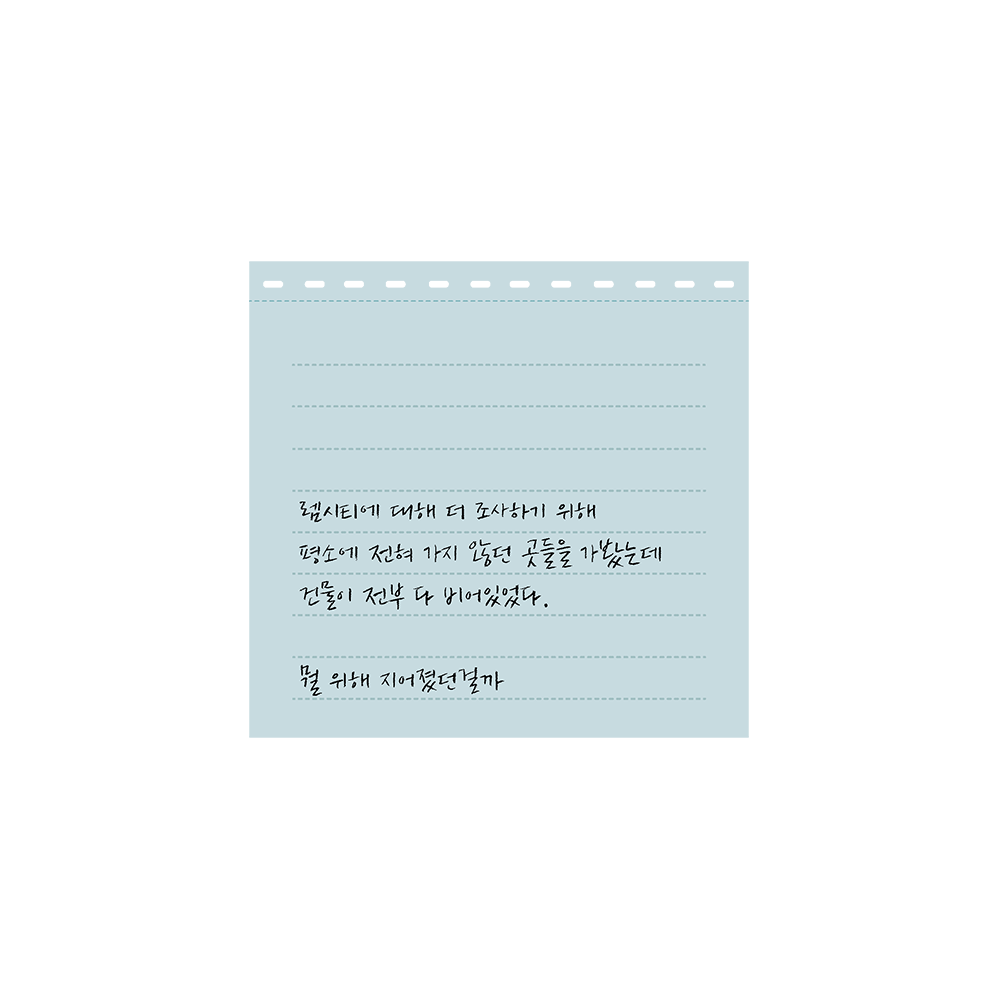 렘시티에 대해 더 조사하기 위해
평소에 전혀 가지 않던 곳들을 가봤는데
건물이 전부 다 비어있었다.
뭘 위해 지어졌던걸까